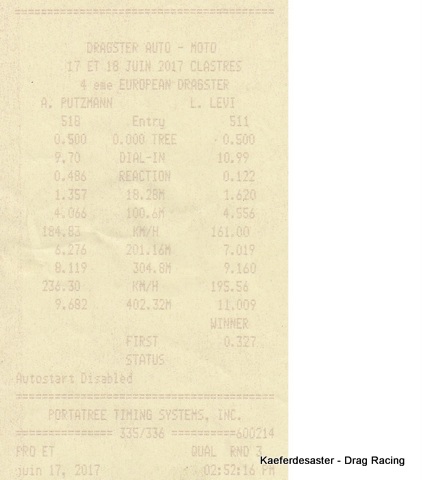 ================================
DRAGSTER AUTO - MOTO
17 ET 18 JUIN 2017 CLASTRES
4 eme EUROPEAN DRAGSTER
A. PUTZMANN L. LEVI
518 Entry 511
0.500 0.000 TREE 0.500
9.70 DIAL-IN 10.99
0.486 REACTION 0.122
1.357 18.28M 1.620
4.066 100.6M 4.556
184.83 KM/H 161.00
6.276 201.16M 7.019
8.119 304.8M 9.160
236.30 KM/H 195.56
9.682 402.32M 11.009
WINNER
FIRST 0.327
STATUS
Autostart Disabled
================================
PORTATREE TIMING SYSTEMS, INC.
============= 335/336 =========600214
PRO ET QUAL RND 3
juin 17, 2017 02:52:16 PM
Kaeferdesaster - Drag Racing